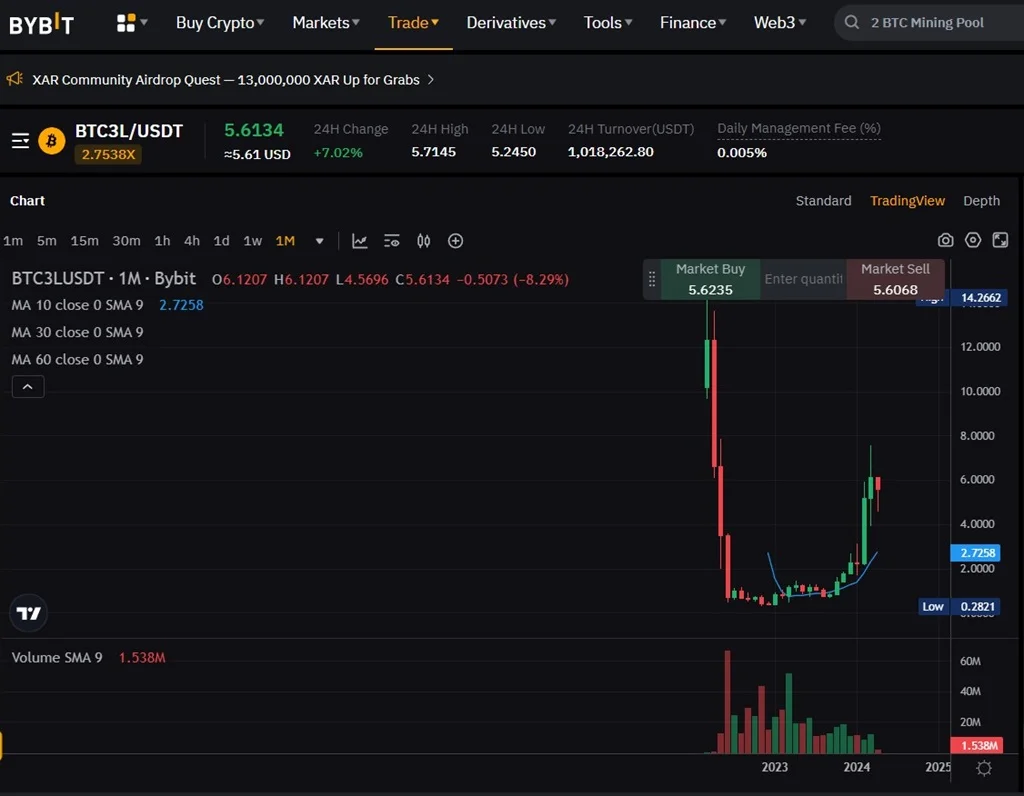 BYBIT Buy Crypto Markets Trade Derivatives Tools Finance Web3 2 BTC Mining Pool
XAR Community Airdrop Quest — 13,000,000 XAR Up for Grabs
BTC3L/USDT 5.6134 24H Change 24H High 24H Low 24H Turnover(USDT) Daily Management Fee (%)
2.7538X ≈5.61 USD +7.02% 5.7145 5.2450 1,018,262.80 0.005%
Chart Standard TradingView Depth
1m 5m 15m 30m 1h 4h 1d 1w 1M
BTC3LUSDT · 1M · Bybit O6.1207 H6.1207 L4.5696 C5.6134 −0.5073 (−8.29%)
Market Buy Enter quanti Market Sell
5.6235 5.6068
MA 10 close 0 SMA 9 2.7258
High 14.2662
MA 30 close 0 SMA 9
12.0000
MA 60 close 0 SMA 9
10.0000
8.0000
6.0000
4.0000
2.7258
2.0000
Low 0.2821
Volume SMA 9 1.538M
60M
40M
20M
1.538M
2023 2024 2025